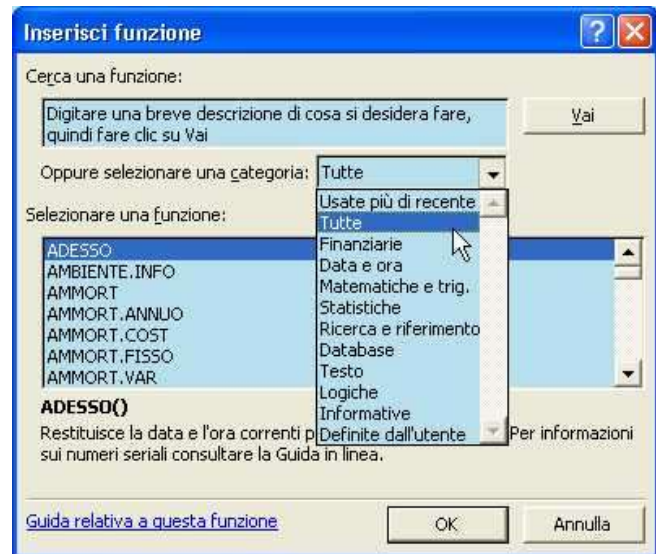 Inserisci funzione
Cerca una funzione:
Digitare una breve descrizione di cosa si desidera fare,
quindi fare clic su Vai
Vai
Oppure selezionare una categoria: Tutte
Usate più di recente
Tutte
Finanziarie
Data e ora
Matematiche e trig.
Statistiche
Ricerca e riferimento
Database
Testo
Logiche
Informative
Definite dall'utente
Selezionare una funzione:
ADESSO
AMBIENTE.INFO
AMMORT
AMMORT.ANNUO
AMMORT.COST
AMMORT.FISSO
AMMORT.VAR
ADESSO()
Restituisce la data e l'ora correnti p Per informazioni
sui numeri seriali consultare la Guida in linea.
Guida relativa a questa funzione
OK
Annulla